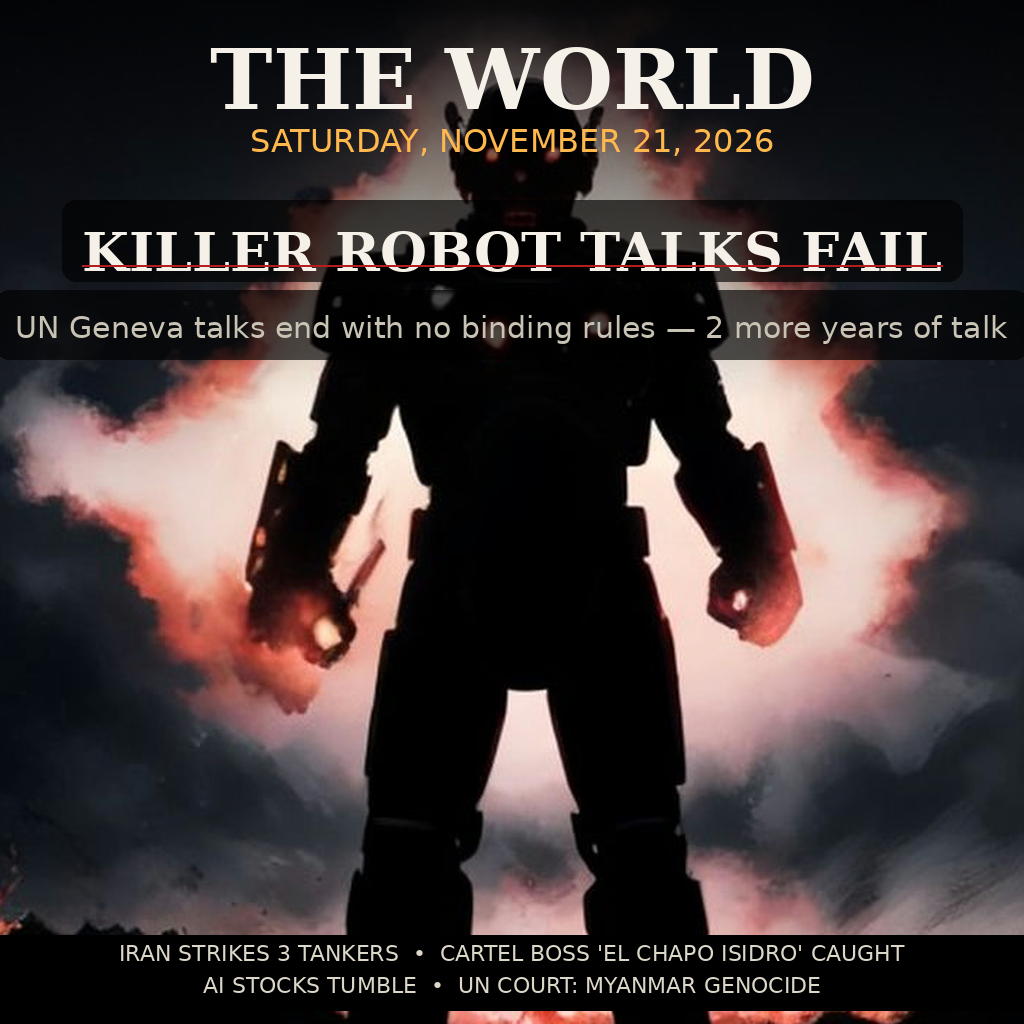 THE WORLD
SATURDAY, NOVEMBER 21, 2026
KILLER ROBOT TALKS FAIL
UN Geneva talks end with no binding rules — 2 more years of talk
IRAN STRIKES 3 TANKERS • CARTEL BOSS 'EL CHAPO ISIDRO' CAUGHT
AI STOCKS TUMBLE • UN COURT: MYANMAR GENOCIDE